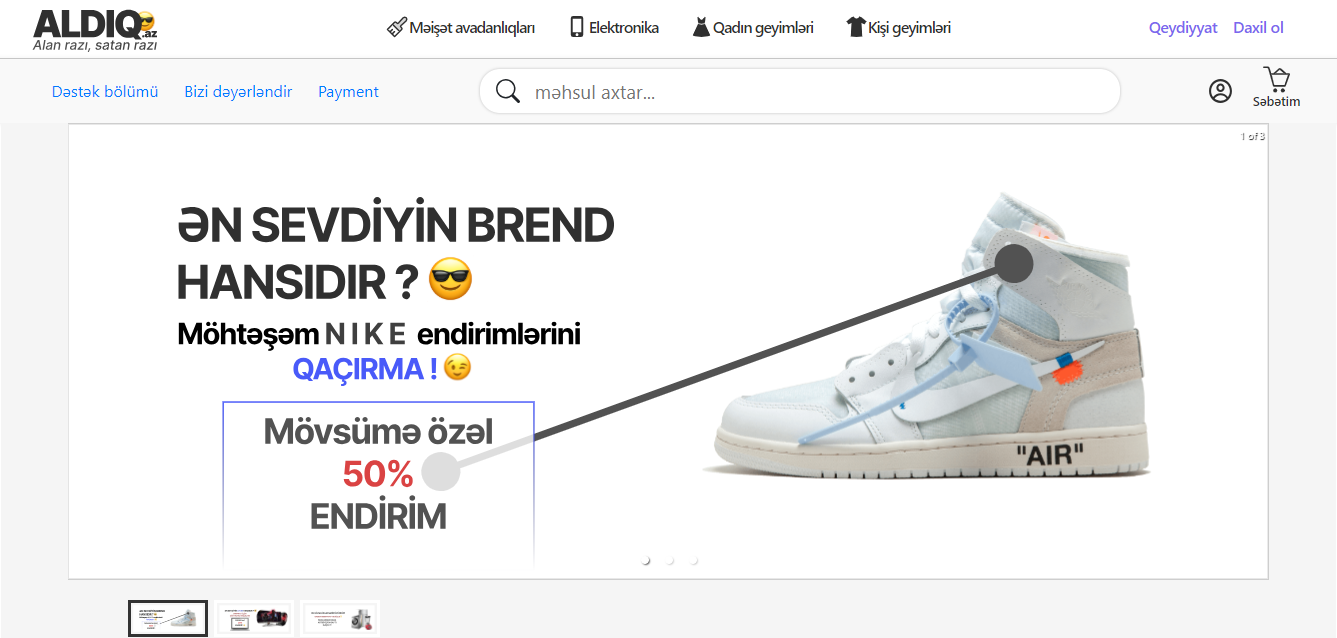 ALDIQ.az
Alan razı, satan razı
Məişət avadanlıqları
Elektronika
Qadın geyimləri
Kişi geyimləri
Qeydiyyat
Daxil ol
Dəstək bölümü
Bizi dəyərləndir
Payment
məhsul axtar...
Səbətim
1 of 3
ƏN SEVDİYİN BREND
HANSIDIR ? 😎
Möhtəşəm NIKE endirimlərini
QAÇIRMA ! 😉
Mövsümə özəl
50%
ENDİRİM
"AIR"